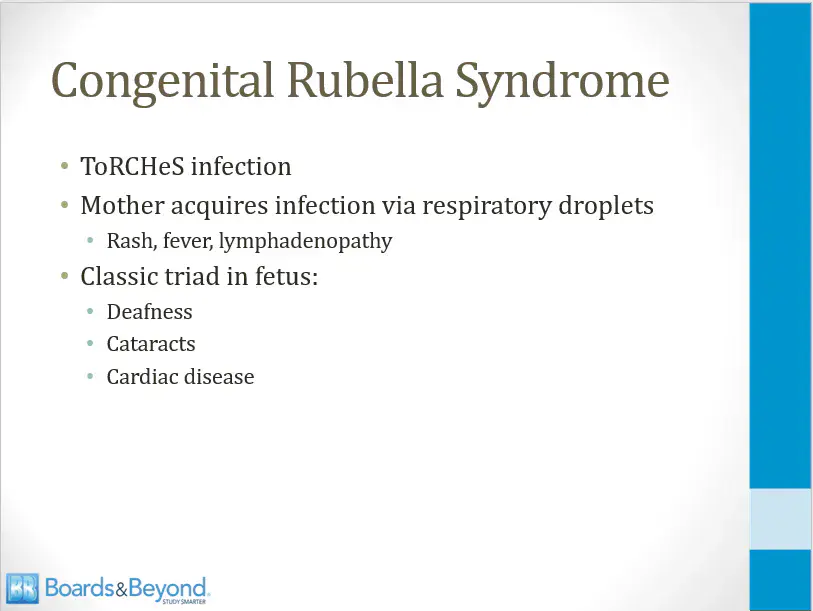 Congenital Rubella Syndrome
• ToRCHeS infection
• Mother acquires infection via respiratory droplets
• Rash, fever, lymphadenopathy
• Classic triad in fetus:
• Deafness
• Cataracts
• Cardiac disease
BB Boards&Beyond.
STUDY SMARTER